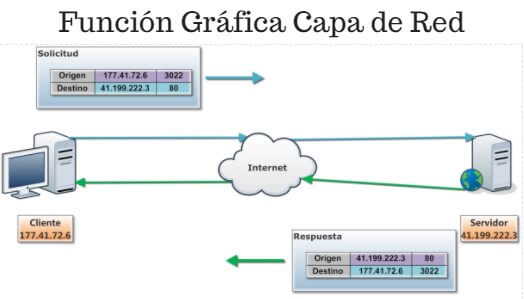 Función Gráfica Capa de Red
Solicitud
Origen 177.41.72.6 3022
Destino 41.199.222.3 80
Internet
Cliente
177.41.72.6
Servidor
41.199.222.3
Respuesta
Origen 41.199.222.3 80
Destino 177.41.72.6 3022